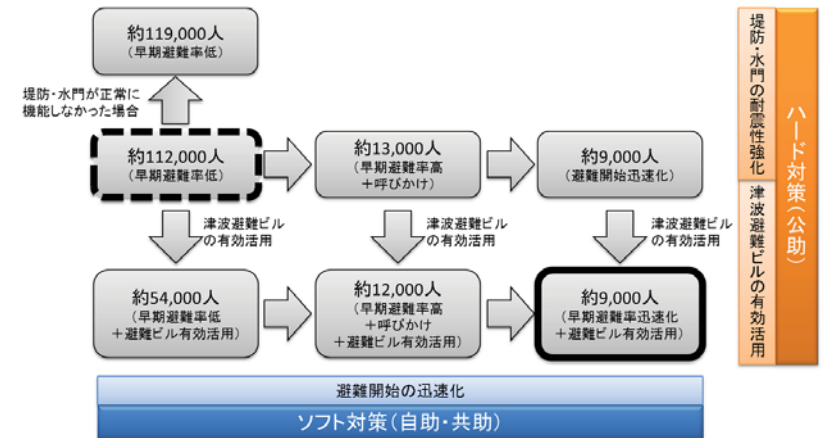 約119,000人
(早期避難率低)
堤防・水門が正常に
機能しなかった場合
約112,000人
(早期避難率低)
約13,000人
(早期避難率高
+呼びかけ)
約9,000人
(避難開始迅速化)
津波避難ビル
の有効活用
津波避難ビル
の有効活用
津波避難ビル
の有効活用
約54,000人
(早期避難率低
+避難ビル有効活用)
約12,000人
(早期避難率高
+呼びかけ
+避難ビル有効活用)
約9,000人
(早期避難率迅速化
+避難ビル有効活用)
避難開始の迅速化
ソフト対策(自助・共助)
堤防・水門の耐震性強化
津波避難ビルの有効活用
ハード対策(公助)